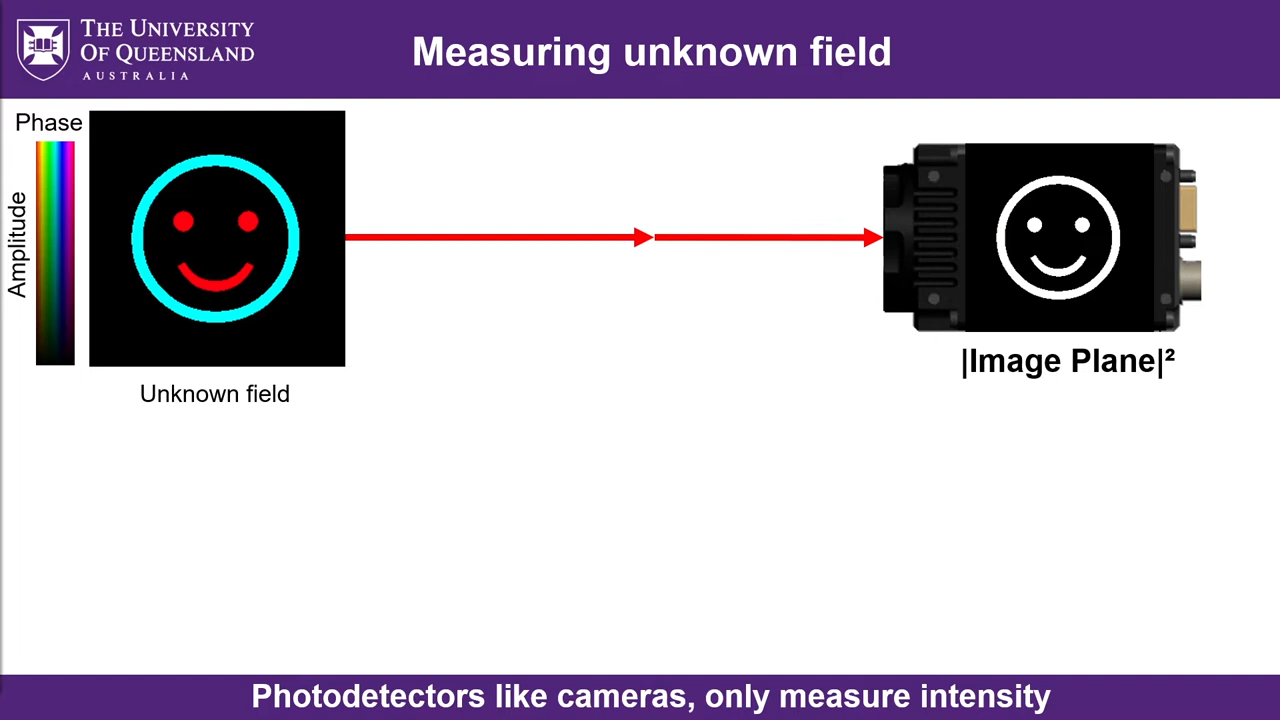 THE UNIVERSITY
OF QUEENSLAND
AUSTRALIA
Measuring unknown field
Phase
Amplitude
Unknown field
|Image Plane|²
Photodetectors like cameras, only measure intensity